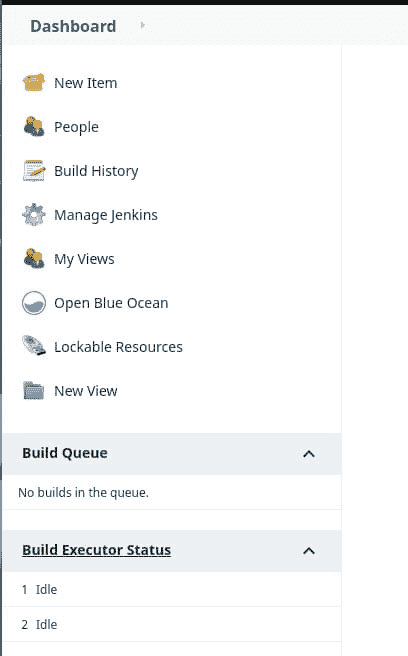 Dashboard
New Item
People
Build History
Manage Jenkins
My Views
Open Blue Ocean
Lockable Resources
New View
Build Queue
No builds in the queue.
Build Executor Status
1 Idle
2 Idle